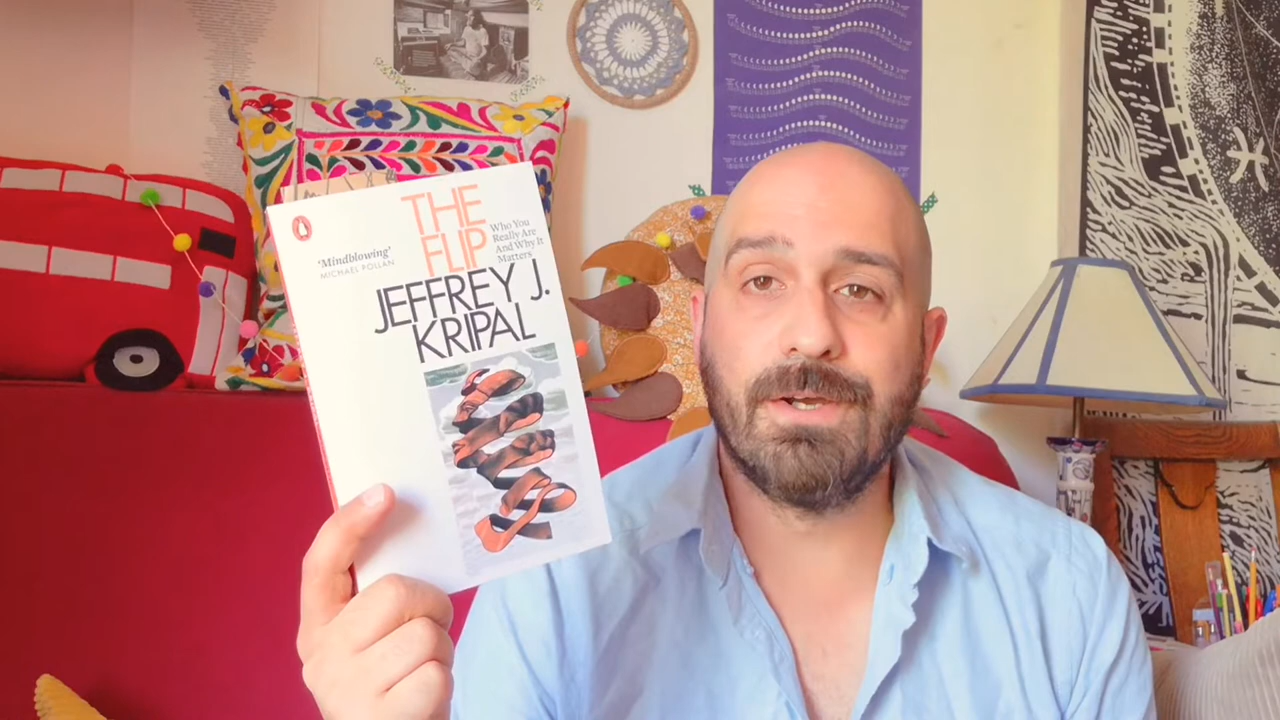 THE
FLIP
Who You
Really Are
And Why It
Matters
'Mindblowing'
MICHAEL POLLAN
JEFFREY J.
KRIPAL